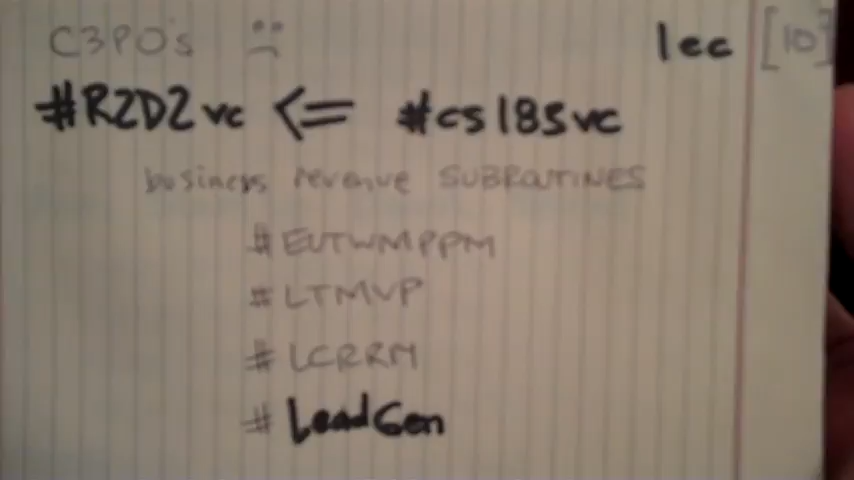 C3PO's :( lec [10]
#R2D2vc <= #cs183vc
business revenue SUBROUTINES
#EUTWMPPM
#LTMVP
#LCRRM
#LeadGen